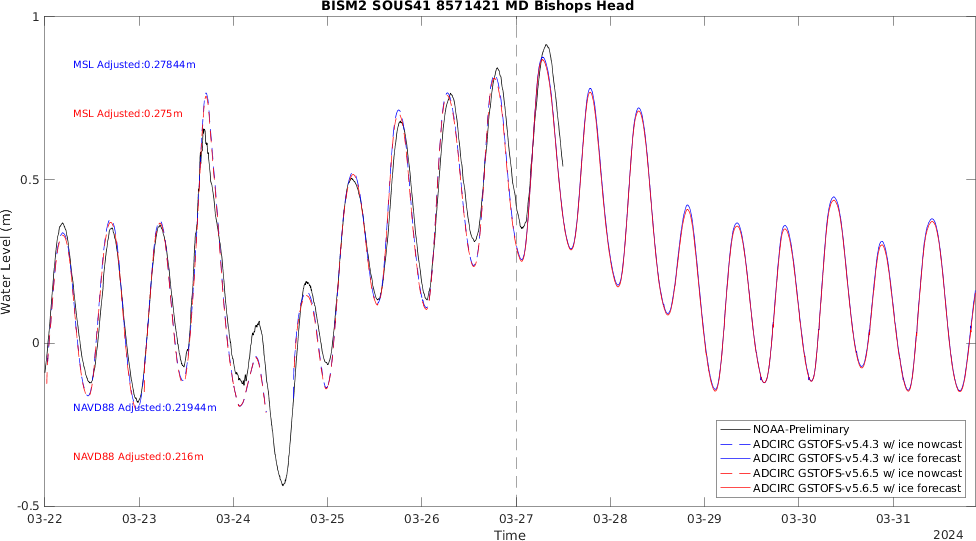 BISM2 SOUS41 8571421 MD Bishops Head
1
MSL Adjusted:0.27844m
MSL Adjusted:0.275m
0.5
Water Level (m)
0
NAVD88 Adjusted:0.21944m
NAVD88 Adjusted:0.216m
NOAA-Preliminary
ADCIRC GSTOFS-v5.4.3 w/ ice nowcast
ADCIRC GSTOFS-v5.4.3 w/ ice forecast
ADCIRC GSTOFS-v5.6.5 w/ ice nowcast
ADCIRC GSTOFS-v5.6.5 w/ ice forecast
-0.5
03-22 03-23 03-24 03-25 03-26 03-27 03-28 03-29 03-30 03-31
Time
2024